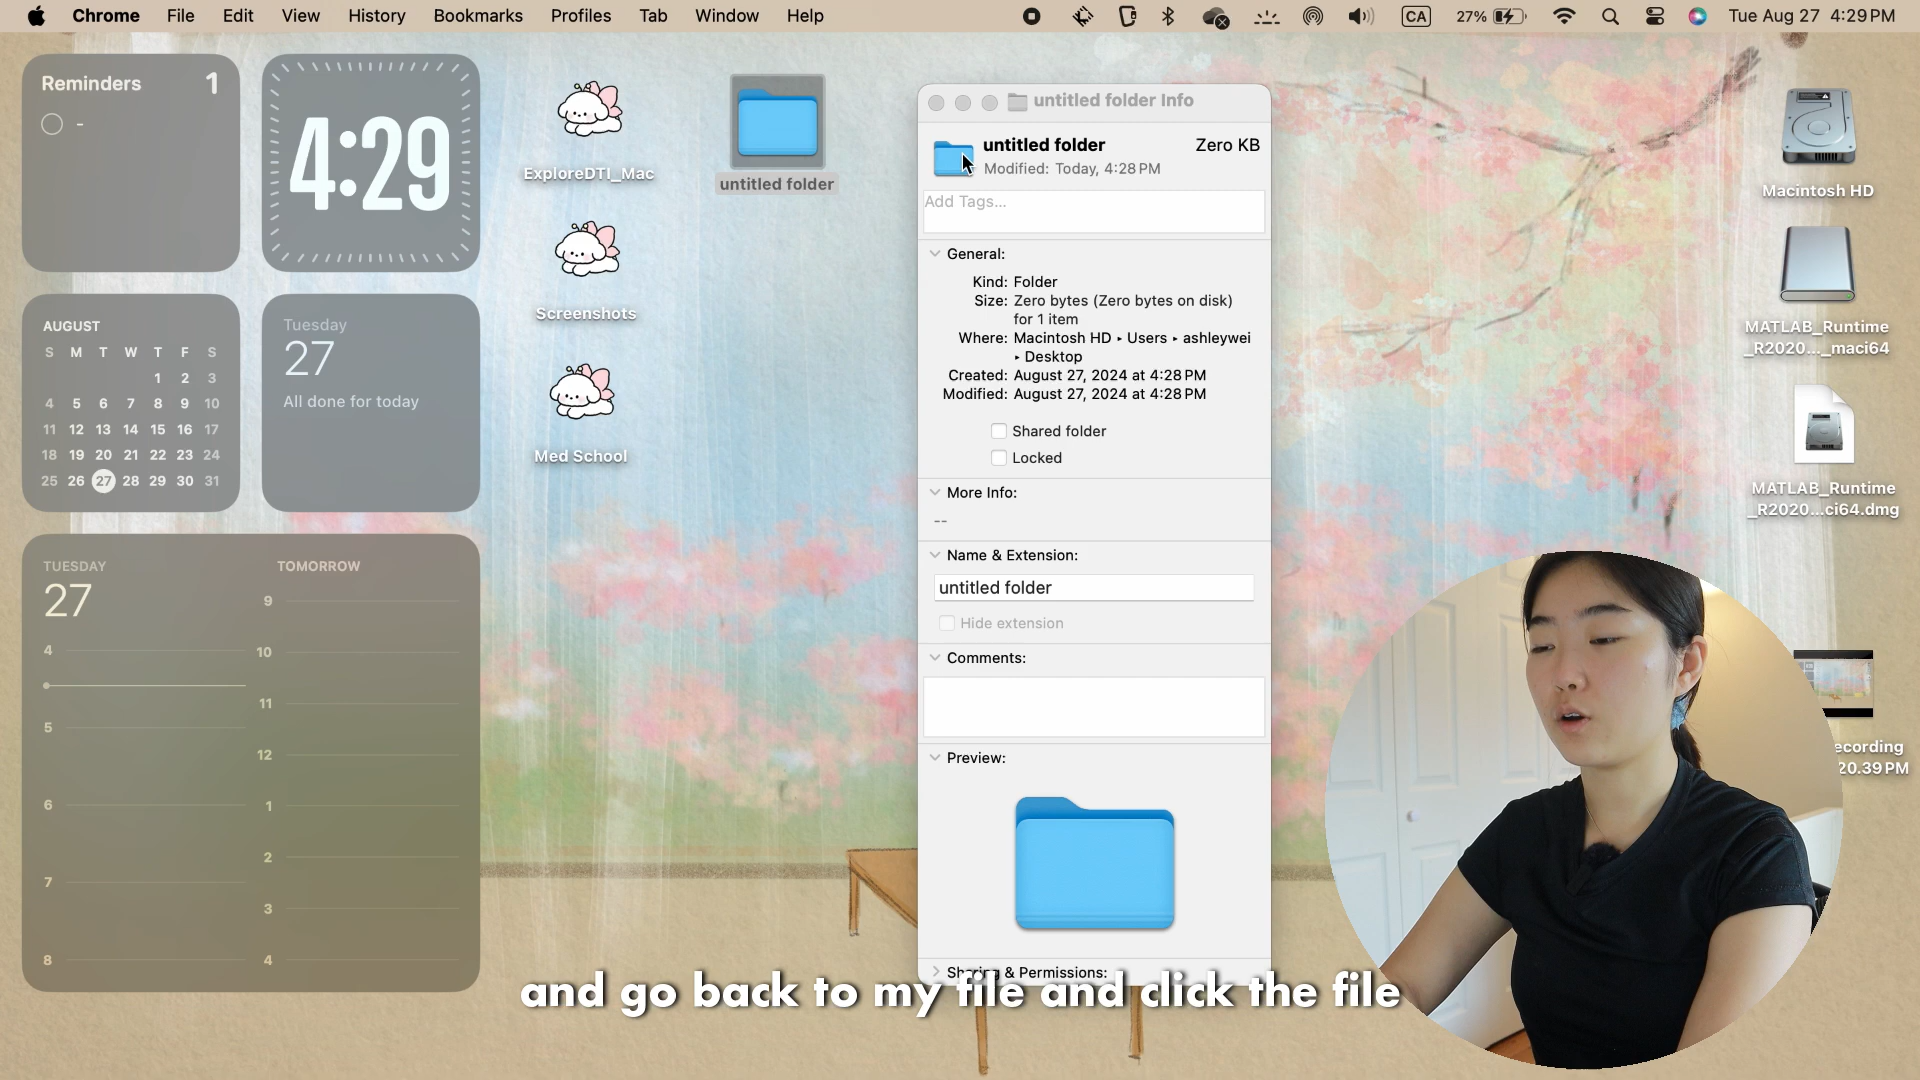 Chrome File Edit View History Bookmarks Profiles Tab Window Help
CA 27% Tue Aug 27 4:29 PM
Reminders 1
-
4:29
AUGUST
S M T W T F S
1 2 3
4 5 6 7 8 9 10
11 12 13 14 15 16 17
18 19 20 21 22 23 24
25 26 27 28 29 30 31
Tuesday
27
All done for today
TUESDAY
27
4
5
6
7
8
TOMORROW
9
10
11
12
1
2
3
4
ExploreDTI_Mac
Screenshots
Med School
untitled folder
untitled folder Info
untitled folder Zero KB
Modified: Today, 4:28 PM
Add Tags...
General:
Kind: Folder
Size: Zero bytes (Zero bytes on disk)
for 1 item
Where: Macintosh HD ▸ Users ▸ ashleywei
▸ Desktop
Created: August 27, 2024 at 4:28 PM
Modified: August 27, 2024 at 4:28 PM
Shared folder
Locked
More Info:
--
Name & Extension:
untitled folder
Hide extension
Comments:
Preview:
Sharing & Permissions:
Macintosh HD
MATLAB_Runtime
_R2020..._maci64
MATLAB_Runtime
_R2020...ci64.dmg
ecording
20.39 PM
and go back to my file and click the file